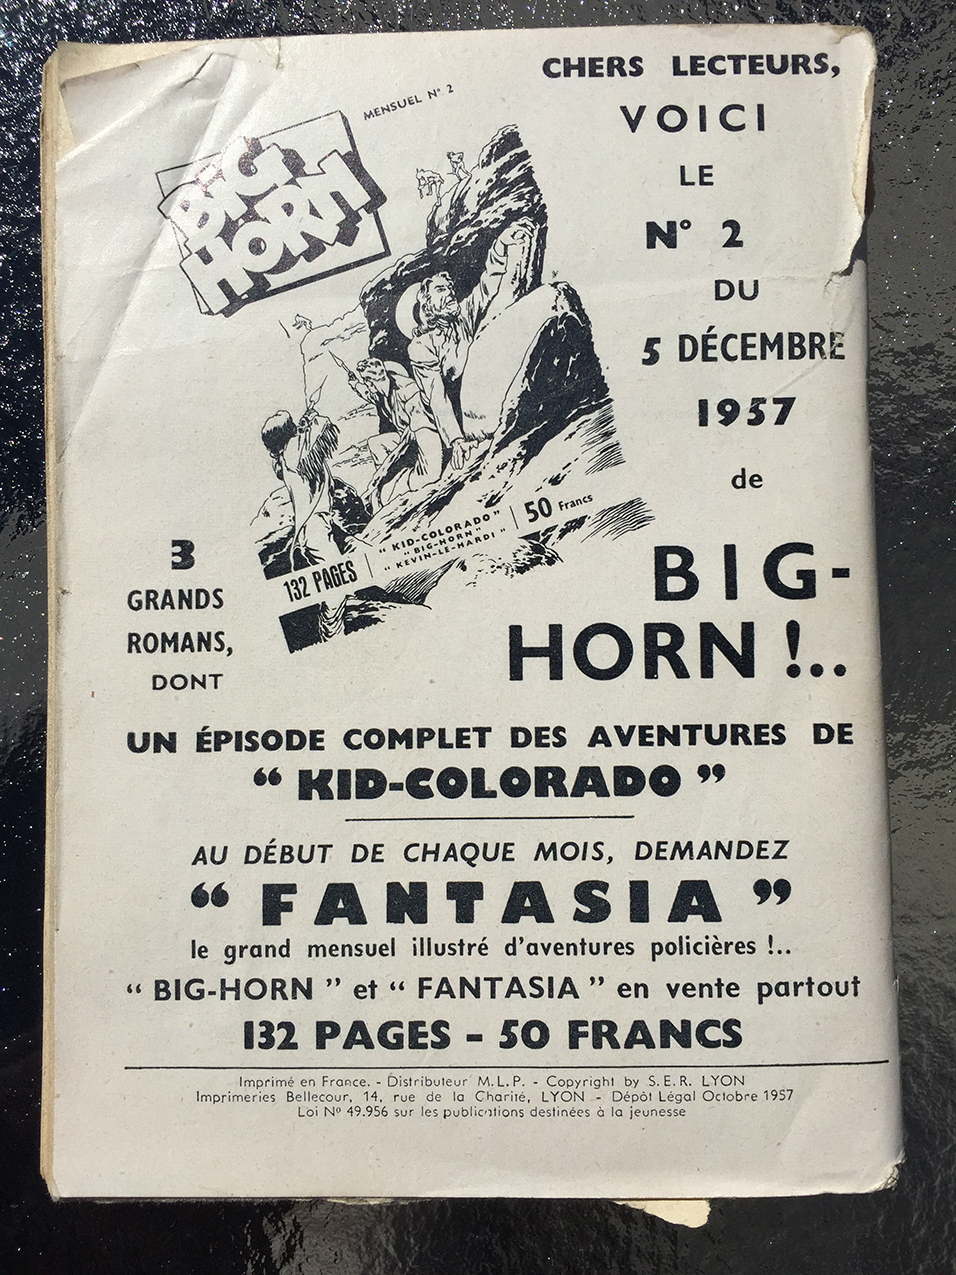 MENSUEL N° 2
BIG
HORN
CHERS LECTEURS,
VOICI
LE
N° 2
DU
5 DÉCEMBRE
1957
de
BIG-
HORN !..
132 PAGES
" KID-COLORADO "
" BIG-HORN "
" KEVIN-LE-HARDI "
50 Francs
3
GRANDS
ROMANS,
DONT
UN ÉPISODE COMPLET DES AVENTURES DE
“ KID-COLORADO ”
AU DÉBUT DE CHAQUE MOIS, DEMANDEZ
“ FANTASIA ”
le grand mensuel illustré d'aventures policières !..
“ BIG-HORN ” et “ FANTASIA ” en vente partout
132 PAGES - 50 FRANCS
Imprimé en France. - Distributeur M.L.P. - Copyright by S.E.R. LYON
Imprimeries Bellecour, 14, rue de la Charité, LYON - Dépôt Légal Octobre 1957
Loi N° 49.956 sur les publications destinées à la jeunesse